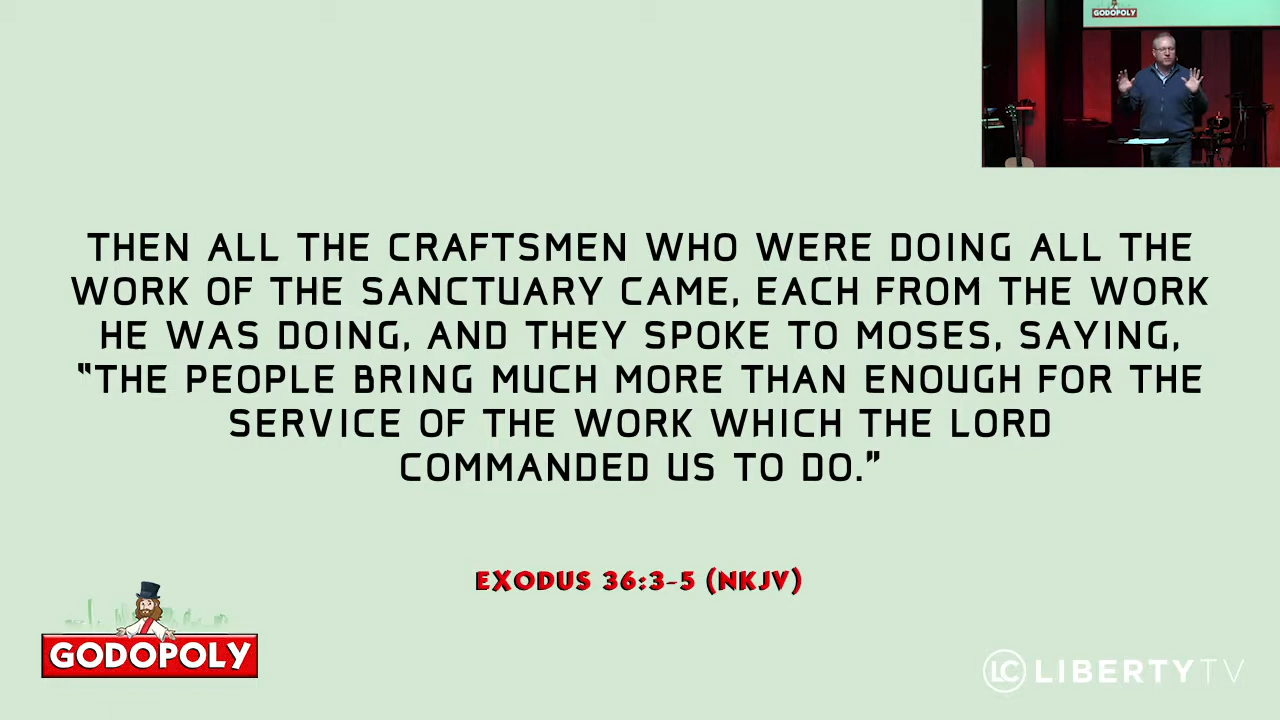 GODOPOLY
THEN ALL THE CRAFTSMEN WHO WERE DOING ALL THE
WORK OF THE SANCTUARY CAME, EACH FROM THE WORK
HE WAS DOING, AND THEY SPOKE TO MOSES, SAYING,
“THE PEOPLE BRING MUCH MORE THAN ENOUGH FOR THE
SERVICE OF THE WORK WHICH THE LORD
COMMANDED US TO DO.”
EXODUS 36:3-5 (NKJV)
GODOPOLY
LC LIBERTYTV